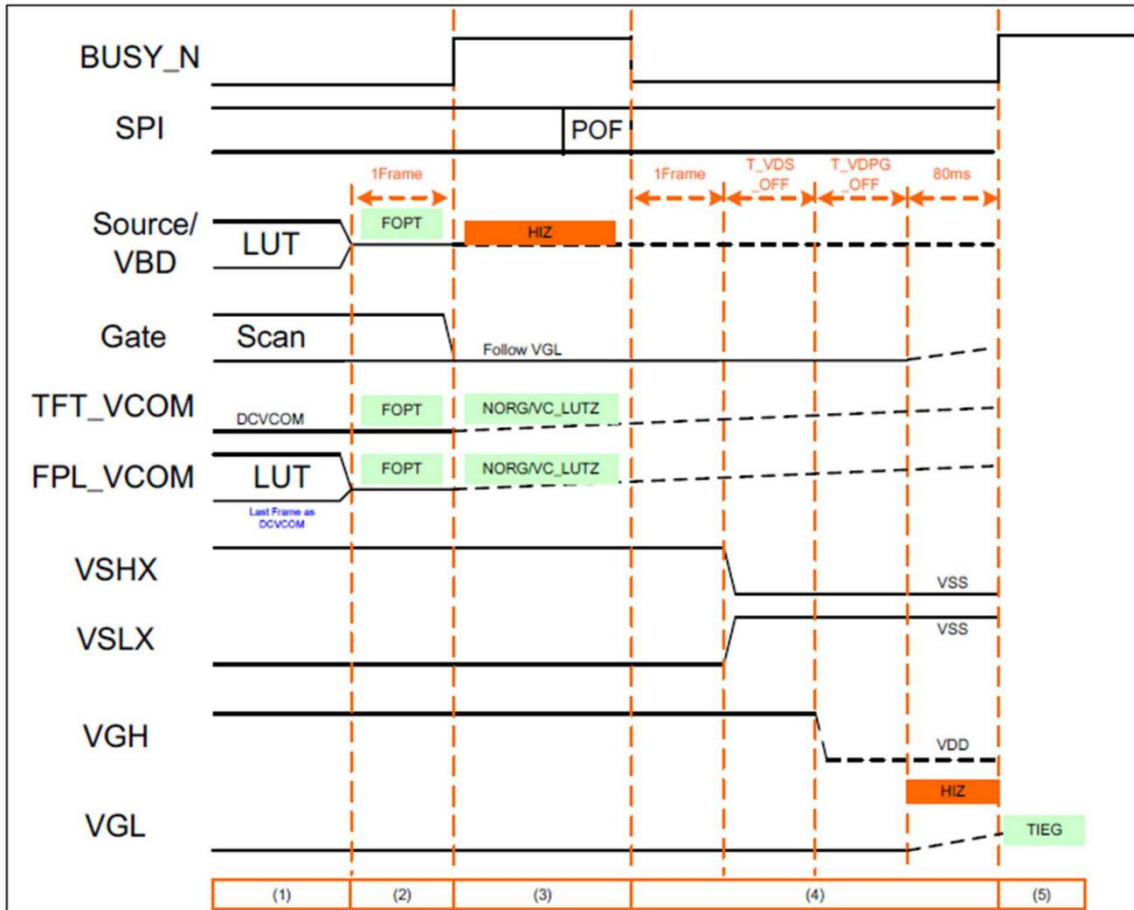 BUSY_N
SPI
POF
1Frame
1Frame
T_VDS
_OFF
T_VDPG
_OFF
80ms
Source/
VBD
LUT
FOPT
HIZ
Gate
Scan
Follow VGL
TFT_VCOM
DCVCOM
FOPT
NORG/VC_LUTZ
FPL_VCOM
LUT
FOPT
NORG/VC_LUTZ
Last Frame as
DCVCOM
VSHX
VSS
VSLX
VSS
VGH
VDD
HIZ
VGL
TIEG
(1) (2) (3) (4) (5)